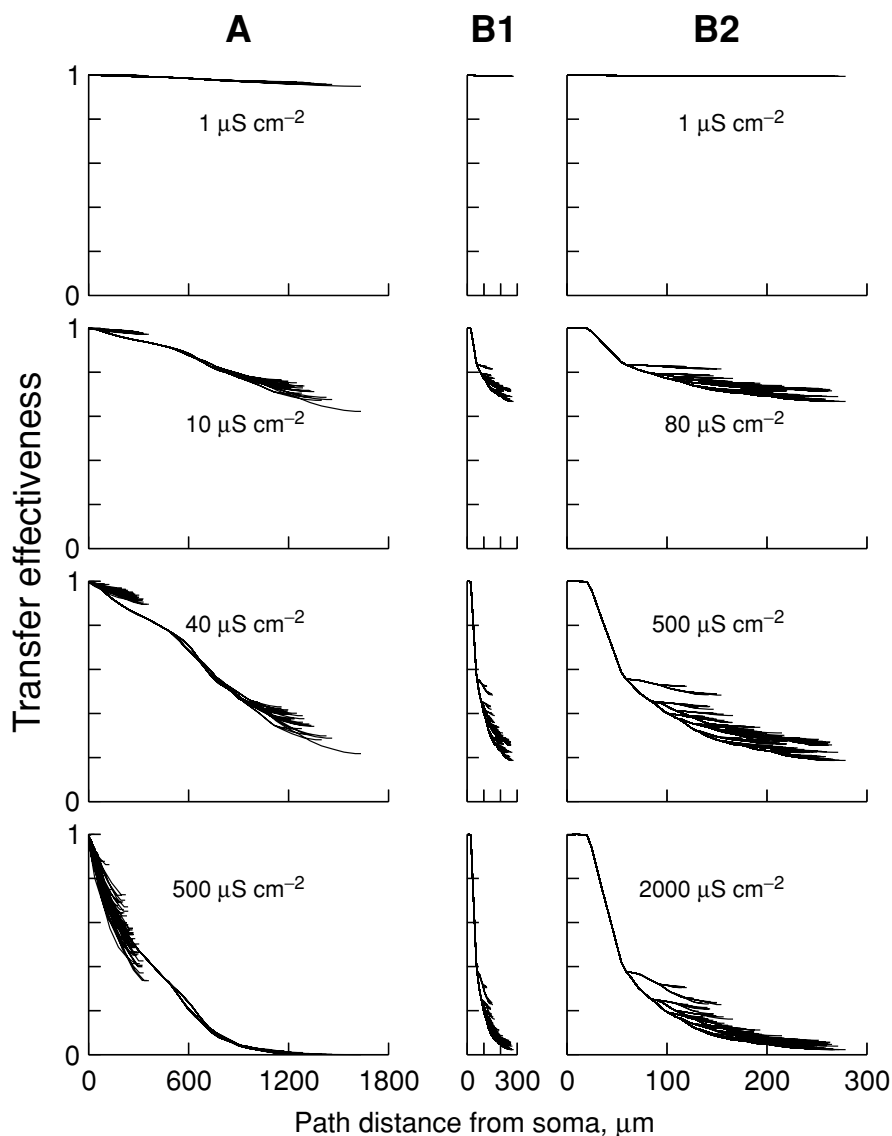 A B1 B2
1
1 μS cm−2 1 μS cm−2
0
1
10 μS cm−2 80 μS cm−2
0
1
40 μS cm−2 500 μS cm−2
0
1
500 μS cm−2 2000 μS cm−2
0
0 600 1200 1800 0 300 0 100 200 300
Transfer effectiveness
Path distance from soma, μm